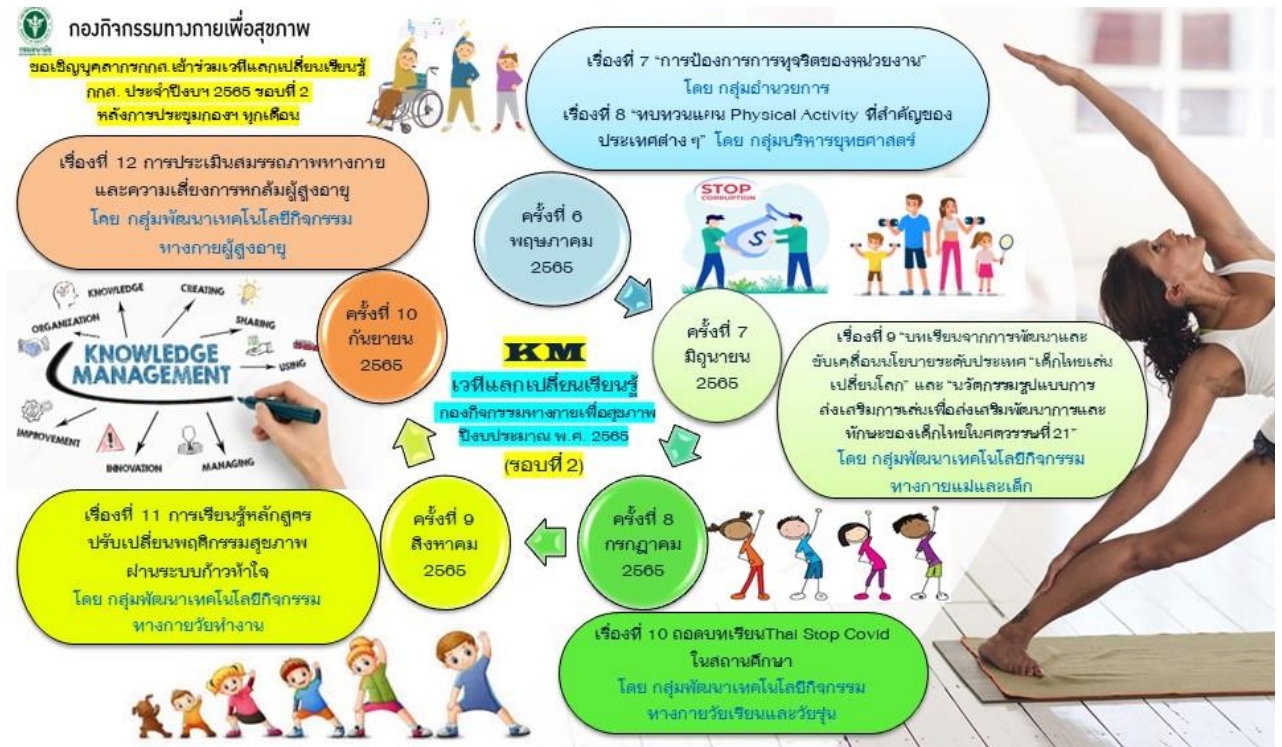 กองกิจกรรมทางกายเพื่อสุขภาพ
ขอเชิญบุคลากรกกส.เข้าร่วมเวทีแลกเปลี่ยนเรียนรู้
กกส. ประจำปีงบฯ 2565 รอบที่ 2
หลังการประชุมกองฯ ทุกเดือน
เรื่องที่ 7 “การป้องการการทุจริตของหน่วยงาน”
โดย กลุ่มอำนวยการ
เรื่องที่ 8 “ทบทวนแผน Physical Activity ที่สำคัญของ
ประเทศต่าง ๆ” โดย กลุ่มบริหารยุทธศาสตร์
เรื่องที่ 12 การประเมินสมรรถภาพทางกาย
และความเสี่ยงการหกล้มผู้สูงอายุ
โดย กลุ่มพัฒนาเทคโนโลยีกิจกรรม
ทางกายผู้สูงอายุ
ครั้งที่ 6
พฤษภาคม
2565
STOP
CORRUPTION
$
KNOWLEDGE
CREATING
ORGANIZATION
SHARING
KNOWLEDGE
MANAGEMENT
USING
IMPROVEMENT
INNOVATION
MANAGING
ครั้งที่ 10
กันยายน
2565
KM
เวทีแลกเปลี่ยนเรียนรู้
กองกิจกรรมทางกายเพื่อสุขภาพ
ปีงบประมาณ พ.ศ. 2565
(รอบที่ 2)
ครั้งที่ 7
มิถุนายน
2565
เรื่องที่ 9 “บทเรียนจากการพัฒนาและ
ขับเคลื่อนนโยบายระดับประเทศ “เด็กไทยเล่น
เปลี่ยนโลก” และ “นวัตกรรมรูปแบบการ
ส่งเสริมการเล่นเพื่อส่งเสริมพัฒนาการและ
ทักษะของเด็กไทยในศตวรรษที่ 21”
โดย กลุ่มพัฒนาเทคโนโลยีกิจกรรม
ทางกายแม่และเด็ก
เรื่องที่ 11 การเรียนรู้หลักสูตร
ปรับเปลี่ยนพฤติกรรมสุขภาพ
ผ่านระบบก้าวท้าใจ
โดย กลุ่มพัฒนาเทคโนโลยีกิจกรรม
ทางกายวัยทำงาน
ครั้งที่ 9
สิงหาคม
2565
ครั้งที่ 8
กรกฎาคม
2565
เรื่องที่ 10 ถอดบทเรียนThai Stop Covid
ในสถานศึกษา
โดย กลุ่มพัฒนาเทคโนโลยีกิจกรรม
ทางกายวัยเรียนและวัยรุ่น